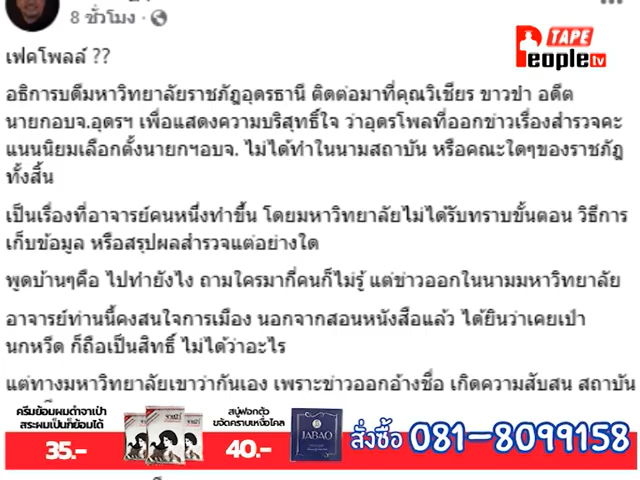 8 ชั่วโมง ·
TAPE
People tv
เฟคโพลล์ ??
อธิการบดีมหาวิทยาลัยราชภัฏอุดรธานี ติดต่อมาที่คุณวิเชียร ขาวขำ อดีต
นายกอบจ.อุดรฯ เพื่อแสดงความบริสุทธิ์ใจ ว่าอุดรโพลที่ออกข่าวเรื่องสำรวจคะ
แนนนิยมเลือกตั้งนายกฯอบจ. ไม่ได้ทำในนามสถาบัน หรือคณะใดๆของราชภัฏ
ทั้งสิ้น
เป็นเรื่องที่อาจารย์คนหนึ่งทำขึ้น โดยมหาวิทยาลัยไม่ได้รับทราบขั้นตอน วิธีการ
เก็บข้อมูล หรือสรุปผลสำรวจแต่อย่างใด
พูดบ้านๆคือ ไปทำยังไง ถามใครมากี่คนก็ไม่รู้ แต่ข่าวออกในนามมหาวิทยาลัย
อาจารย์ท่านนี้คงสนใจการเมือง นอกจากสอนหนังสือแล้ว ได้ยินว่าเคยเป่า
นกหวีด ก็ถือเป็นสิทธิ์ ไม่ได้ว่าอะไร
แต่ทางมหาวิทยาลัยเขาว่ากันเอง เพราะข่าวออกอ้างชื่อ เกิดความสับสน สถาบัน
ครีมย้อมผมดำจาเป้า
สระผมเป็นก็ย้อมได้
35.-
สบู่ฟอกตัว
ขจัดคราบเหงื่อไคล
40.-
JABAO
สั่งซื้อ 081-8099158